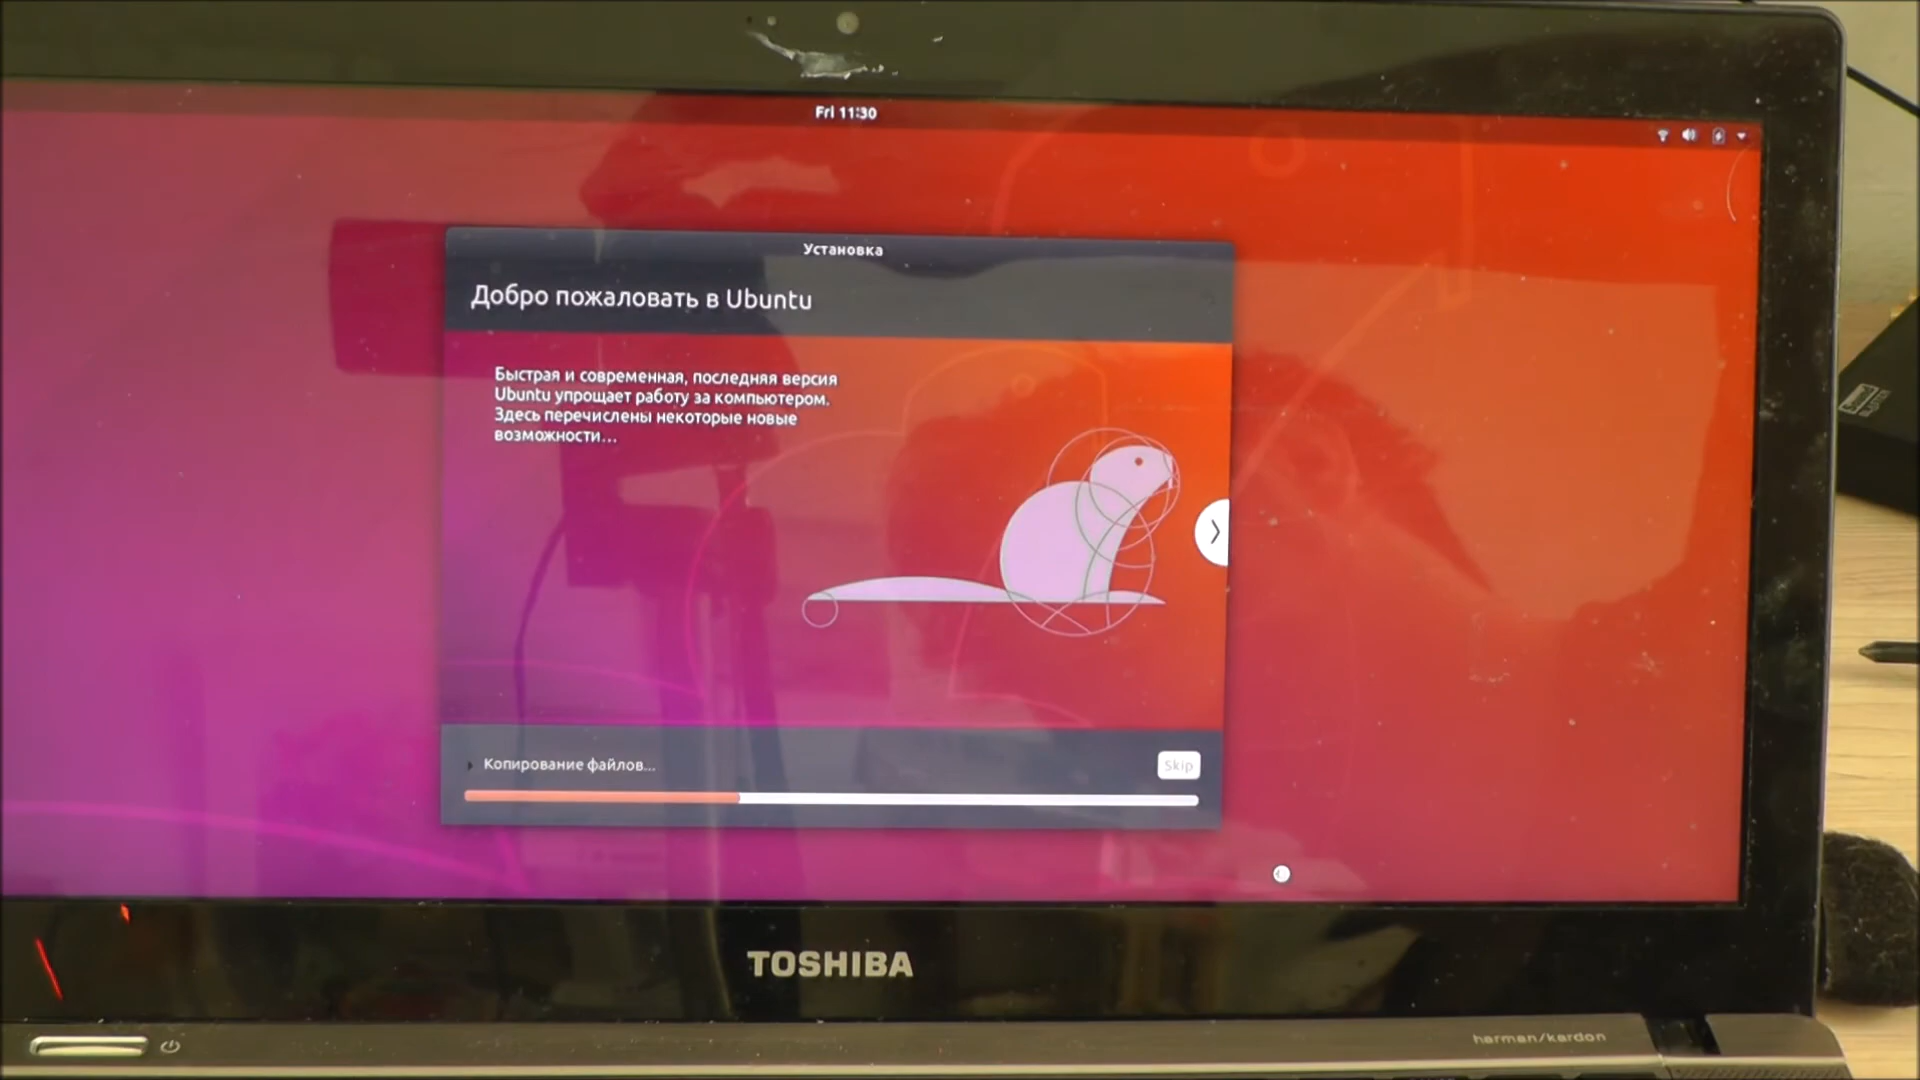 Fri 11:30
Установка
Добро пожаловать в Ubuntu
Быстрая и современная, последняя версия
Ubuntu упрощает работу за компьютером.
Здесь перечислены некоторые новые
возможности...
Копирование файлов...
Skip
TOSHIBA
harman/kardon